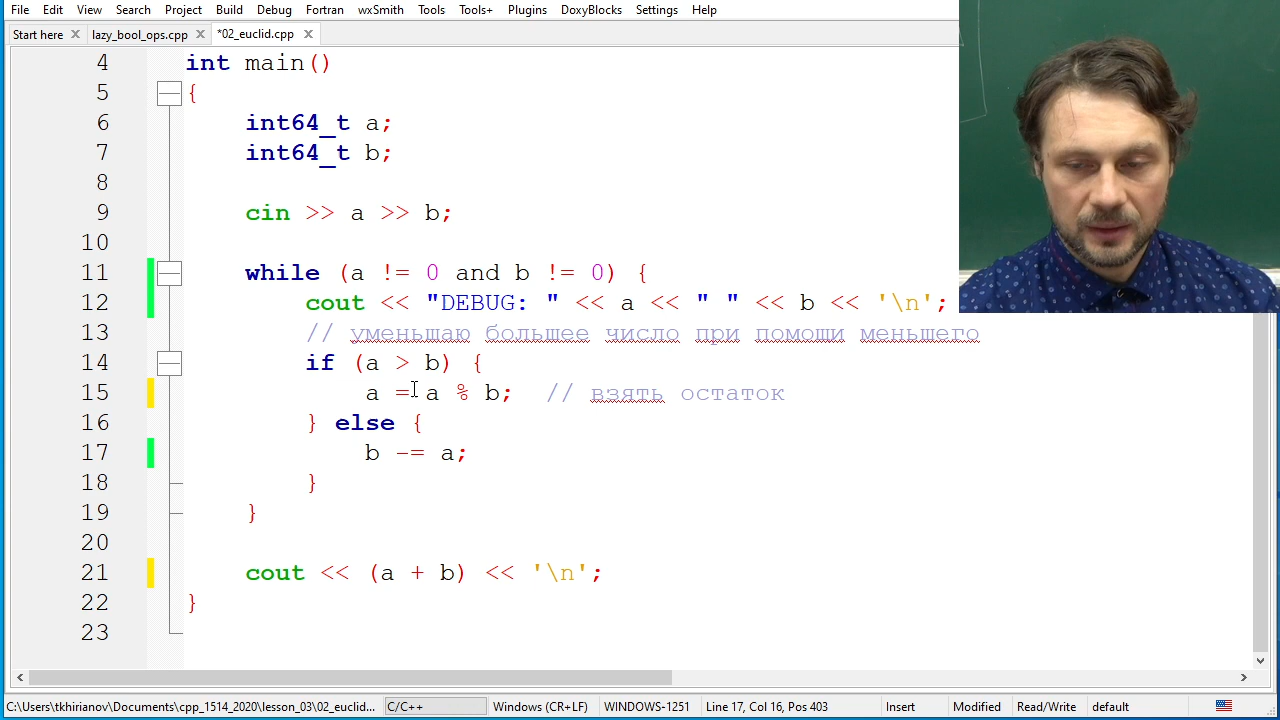 File Edit View Search Project Build Debug Fortran wxSmith Tools Tools+ Plugins DoxyBlocks Settings Help
Start here lazy_bool_ops.cpp *02_euclid.cpp
4 int main()
5 {
6 int64_t a;
7 int64_t b;
8
9 cin >> a >> b;
10
11 while (a != 0 and b != 0) {
12 cout << "DEBUG: " << a << " " << b << '\n';
13 // уменьшаю большее число при помощи меньшего
14 if (a > b) {
15 a = a % b; // взять остаток
16 } else {
17 b -= a;
18 }
19 }
20
21 cout << (a + b) << '\n';
22 }
23
C:\Users\tkhirianov\Documents\cpp_1514_2020\lesson_03\02_euclid... C/C++ Windows (CR+LF) WINDOWS-1251 Line 17, Col 16, Pos 403 Insert Modified Read/Write default